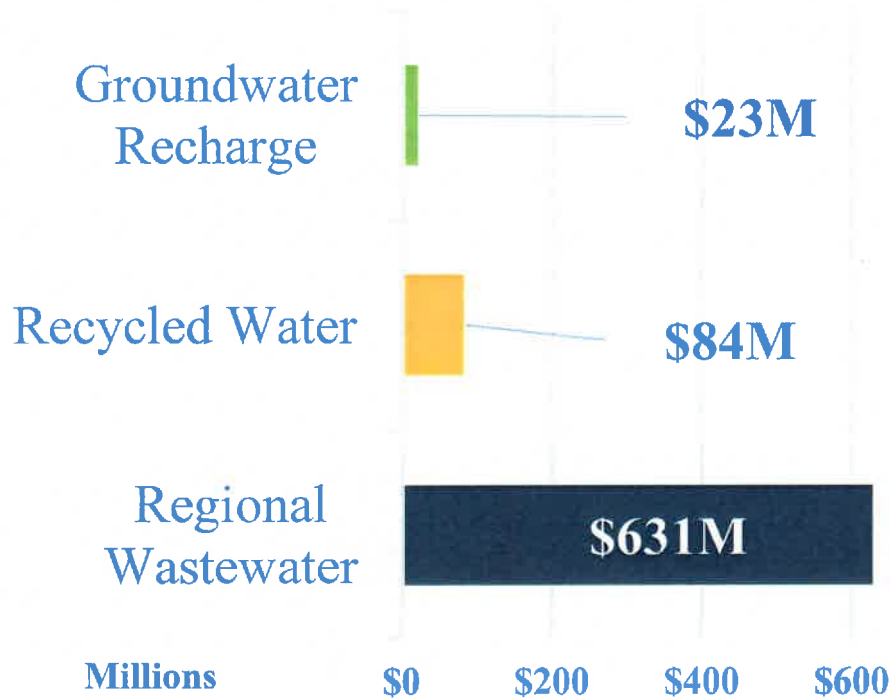 Groundwater
Recharge
$23M
Recycled Water
$84M
Regional
Wastewater
$631M
Millions
$0 $200 $400 $600